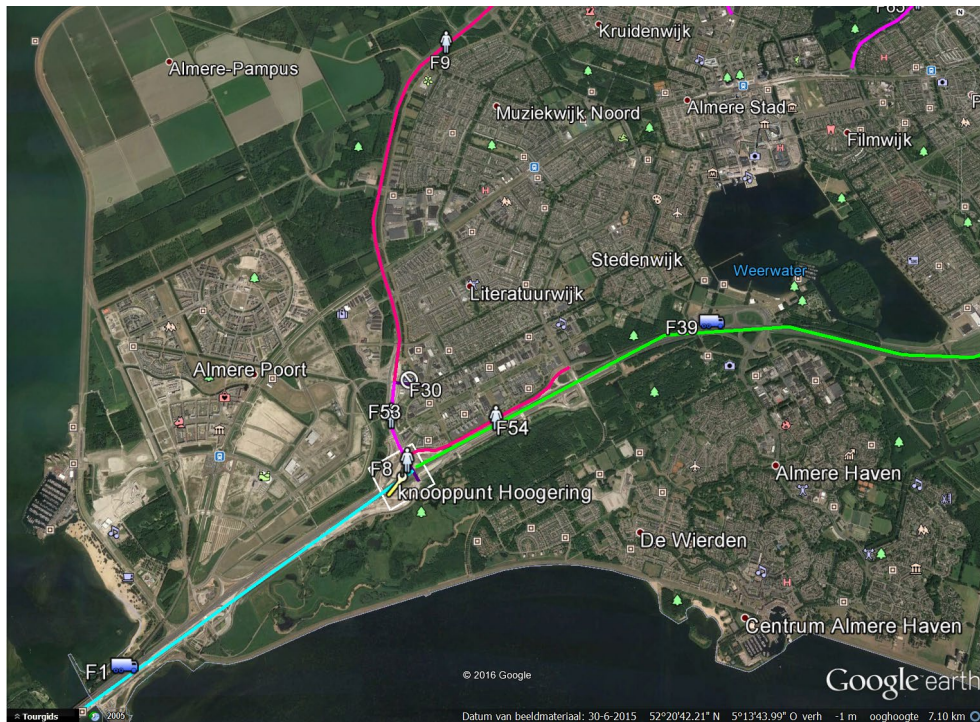 F65
Kruidenwijk
F9
Almere-Pampus
Muziekwijk Noord
Almere Stad
Filmwijk
Stedenwijk
Weerwater
Literatuurwijk
F39
Almere Poort
F30
F53
F54
F8
knooppunt Hoogering
Almere Haven
De Wierden
Centrum Almere Haven
F1
© 2016 Google
Google earth
Tourgids
2005
Datum van beeldmateriaal: 30-6-2015 52°20'42.21" N 5°13'43.99" O verh -1 m ooghoogte 7,10 km